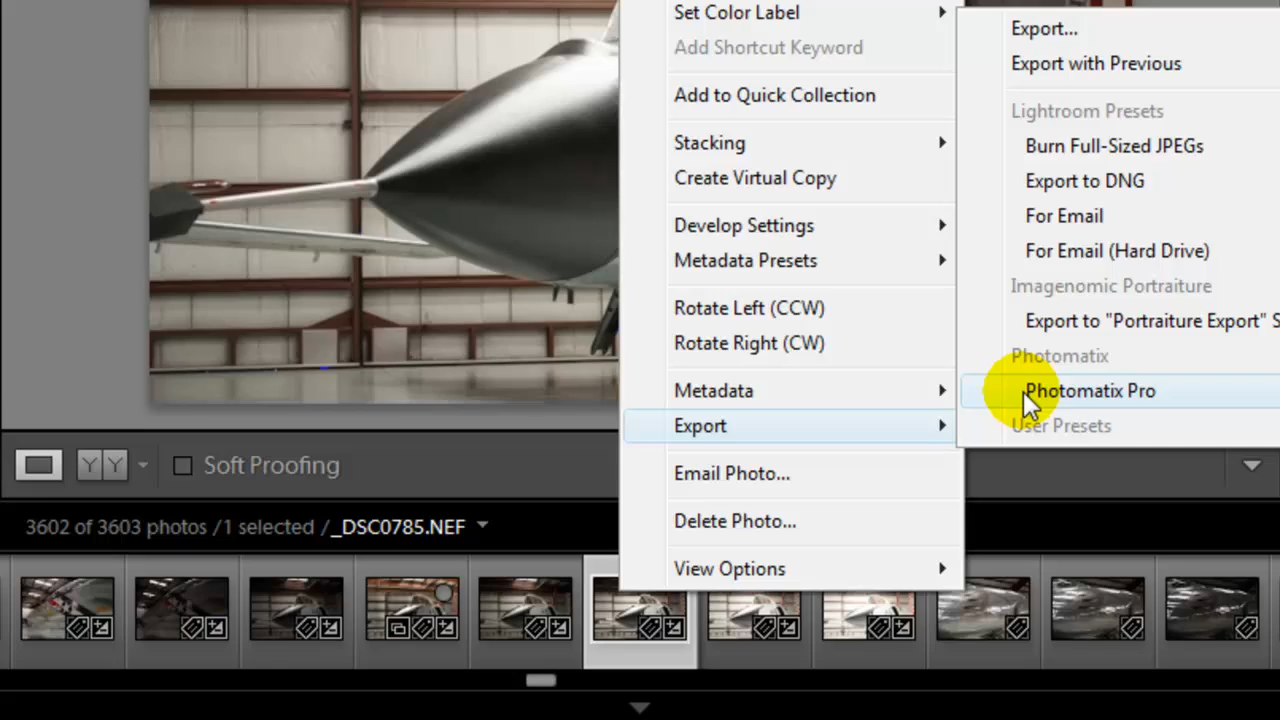 Set Color Label
Add Shortcut Keyword
Add to Quick Collection
Stacking
Create Virtual Copy
Develop Settings
Metadata Presets
Rotate Left (CCW)
Rotate Right (CW)
Metadata
Export
Email Photo...
Delete Photo...
View Options
Export...
Export with Previous
Lightroom Presets
Burn Full-Sized JPEGs
Export to DNG
For Email
For Email (Hard Drive)
Imagenomic Portraiture
Export to "Portraiture Export" S
Photomatix
Photomatix Pro
User Presets
Y Y
Soft Proofing
3602 of 3603 photos /1 selected /_DSC0785.NEF